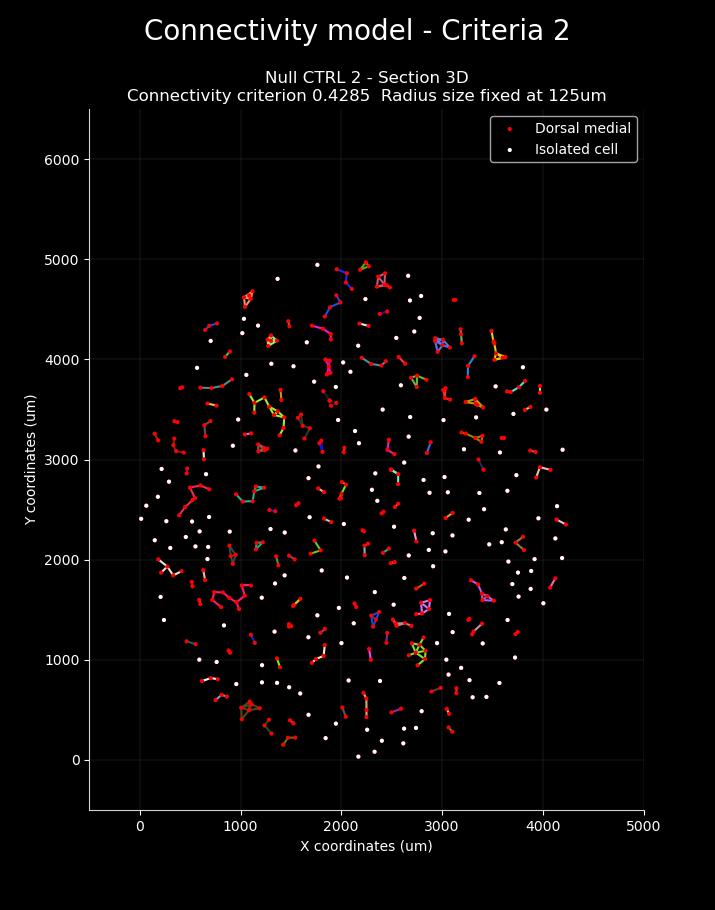 Connectivity model - Criteria 2
Null CTRL 2 - Section 3D
Connectivity criterion 0.4285  Radius size fixed at 125um
Dorsal medial
Isolated cell
6000
5000
4000
3000
2000
1000
0
Y coordinates (um)
0
1000
2000
3000
4000
5000
X coordinates (um)